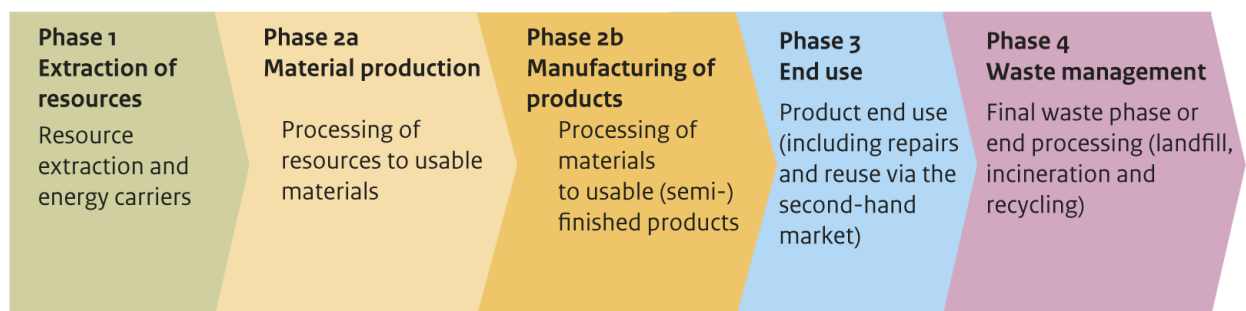 Phase 1
Extraction of
resources
Resource
extraction and
energy carriers
Phase 2a
Material production
Processing of
resources to usable
materials
Phase 2b
Manufacturing of
products
Processing of
materials
to usable (semi-)
finished products
Phase 3
End use
Product end use
(including repairs
and reuse via the
second-hand
market)
Phase 4
Waste management
Final waste phase or
end processing (landfill,
incineration and
recycling)